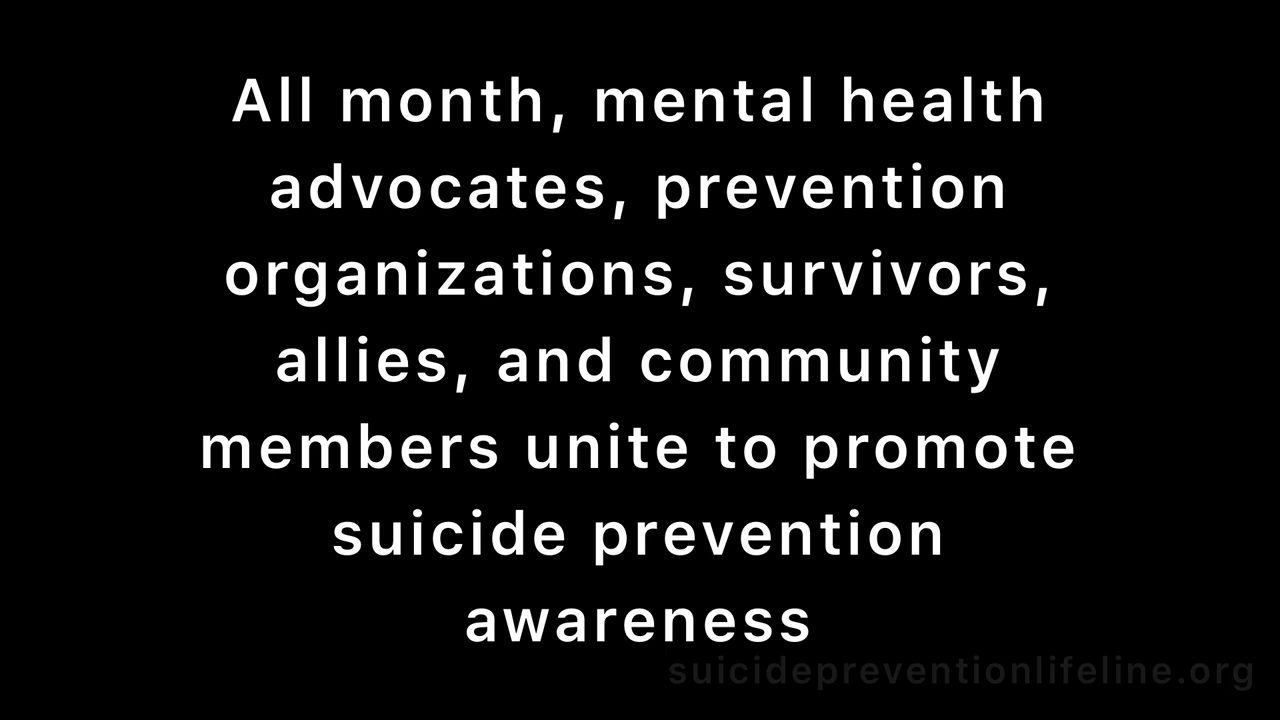 All month, mental health
advocates, prevention
organizations, survivors,
allies, and community
members unite to promote
suicide prevention
awareness
suicidepreventionlifeline.org